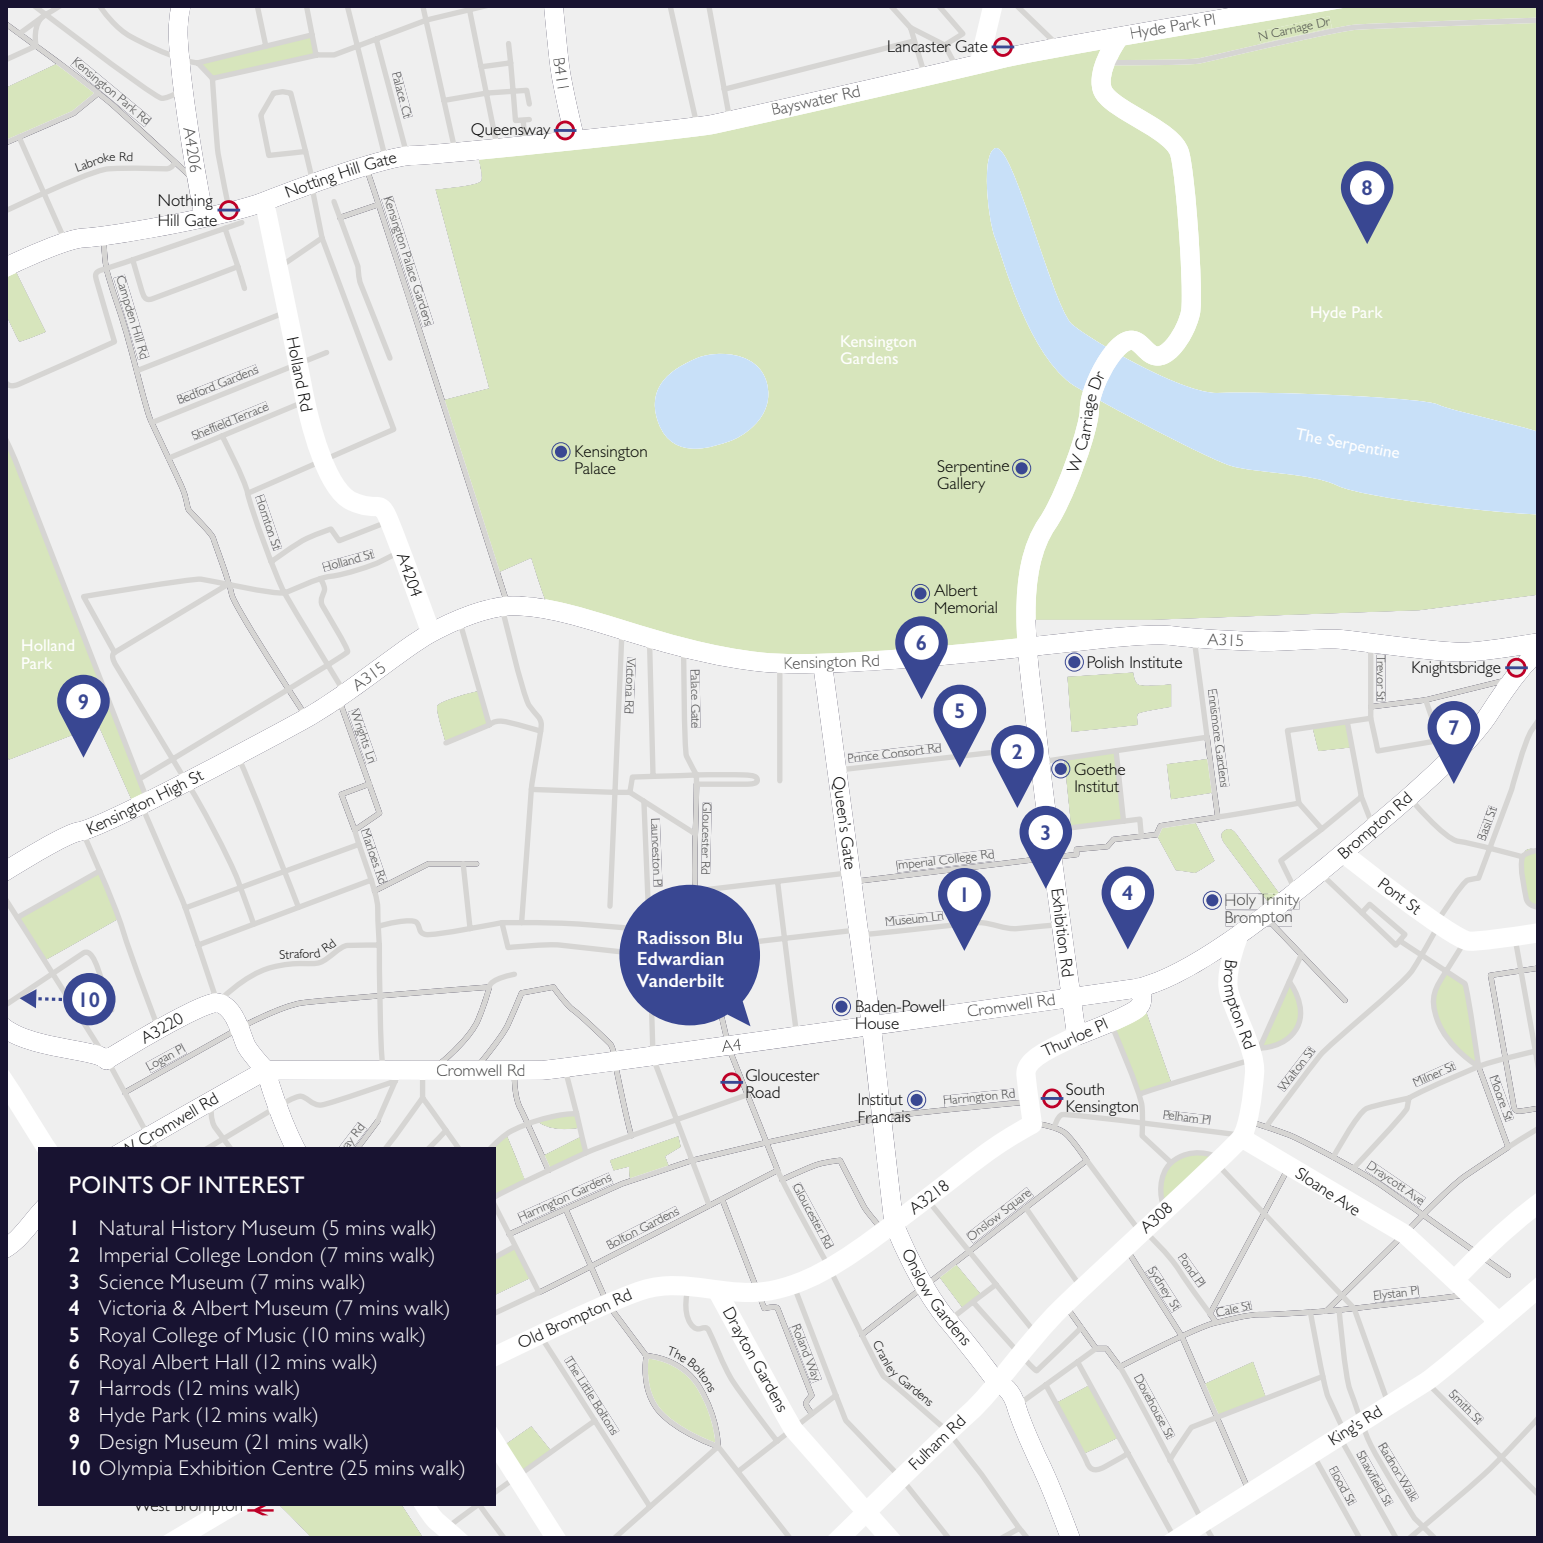 Hyde Park Pl
N Carriage Dr
Lancaster Gate
Kensington Park Rd
Palace Ct
B411
Bayswater Rd
Queensway
A4206
Labroke Rd
Notting Hill Gate
Nothing
Hill Gate
8
Kensington Palace Gardens
Campden Hill Rd
Hyde Park
Kensington
Gardens
Holland Rd
Bedford Gardens
Sheffield Terrace
W Carriage Dr
The Serpentine
Kensington
Palace
Serpentine
Gallery
Hornton St
Holland St
A4204
Albert
Memorial
Holland
Park
6
A315
Kensington Rd
Polish Institute
Knightsbridge
A315
Victoria Rd
Palace Gate
Trevor St
Ennismore Gardens
9
5
7
Wrights Ln
Prince Consort Rd
2
Goethe
Institut
Kensington High St
Queen's Gate
Gloucester Rd
Launceston Pl
Marloes Rd
3
Brompton Rd
Basil St
Imperial College Rd
1
4
Pont St
Holy Trinity
Brompton
Museum Ln
Exhibition Rd
Radisson Blu
Edwardian
Vanderbilt
Straford Rd
10
Brompton Rd
Baden-Powell
House
Cromwell Rd
A3220
Logan Pl
A4
Thurloe Pl
Cromwell Rd
Gloucester
Road
South
Kensington
Institut
Francais
Harrington Rd
Walton St
Milner St
Moore St
Pelham Pl
W Cromwell Rd
ay Rd
Harrington Gardens
Bolton Gardens
Gloucester Rd
A3218
Onslow Square
A308
Sloane Ave
Draycott Ave
Onslow Gardens
Pond Pl
Sydney St
Cale St
Elystan Pl
Old Brompton Rd
Drayton Gardens
Roland Way
The Boltons
The Little Boltons
Cranley Gardens
Dovehouse St
Fulham Rd
King's Rd
Smith St
Radnor Walk
Shawfield St
Flood St
POINTS OF INTEREST
1 Natural History Museum (5 mins walk)
2 Imperial College London (7 mins walk)
3 Science Museum (7 mins walk)
4 Victoria & Albert Museum (7 mins walk)
5 Royal College of Music (10 mins walk)
6 Royal Albert Hall (12 mins walk)
7 Harrods (12 mins walk)
8 Hyde Park (12 mins walk)
9 Design Museum (21 mins walk)
10 Olympia Exhibition Centre (25 mins walk)
West Brompton